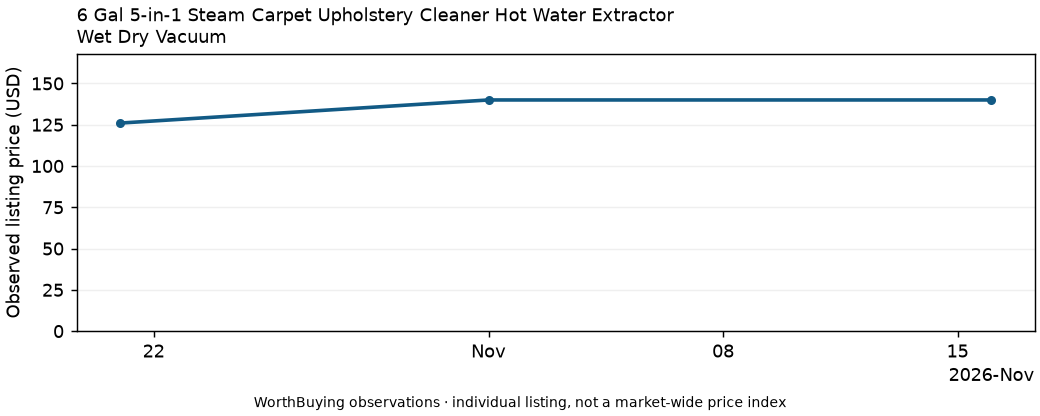 6 Gal 5-in-1 Steam Carpet Upholstery Cleaner Hot Water Extractor
Wet Dry Vacuum
Observed listing price (USD)
150
125
100
75
50
25
0
22
Nov
08
15
2026-Nov
WorthBuying observations · individual listing, not a market-wide price index